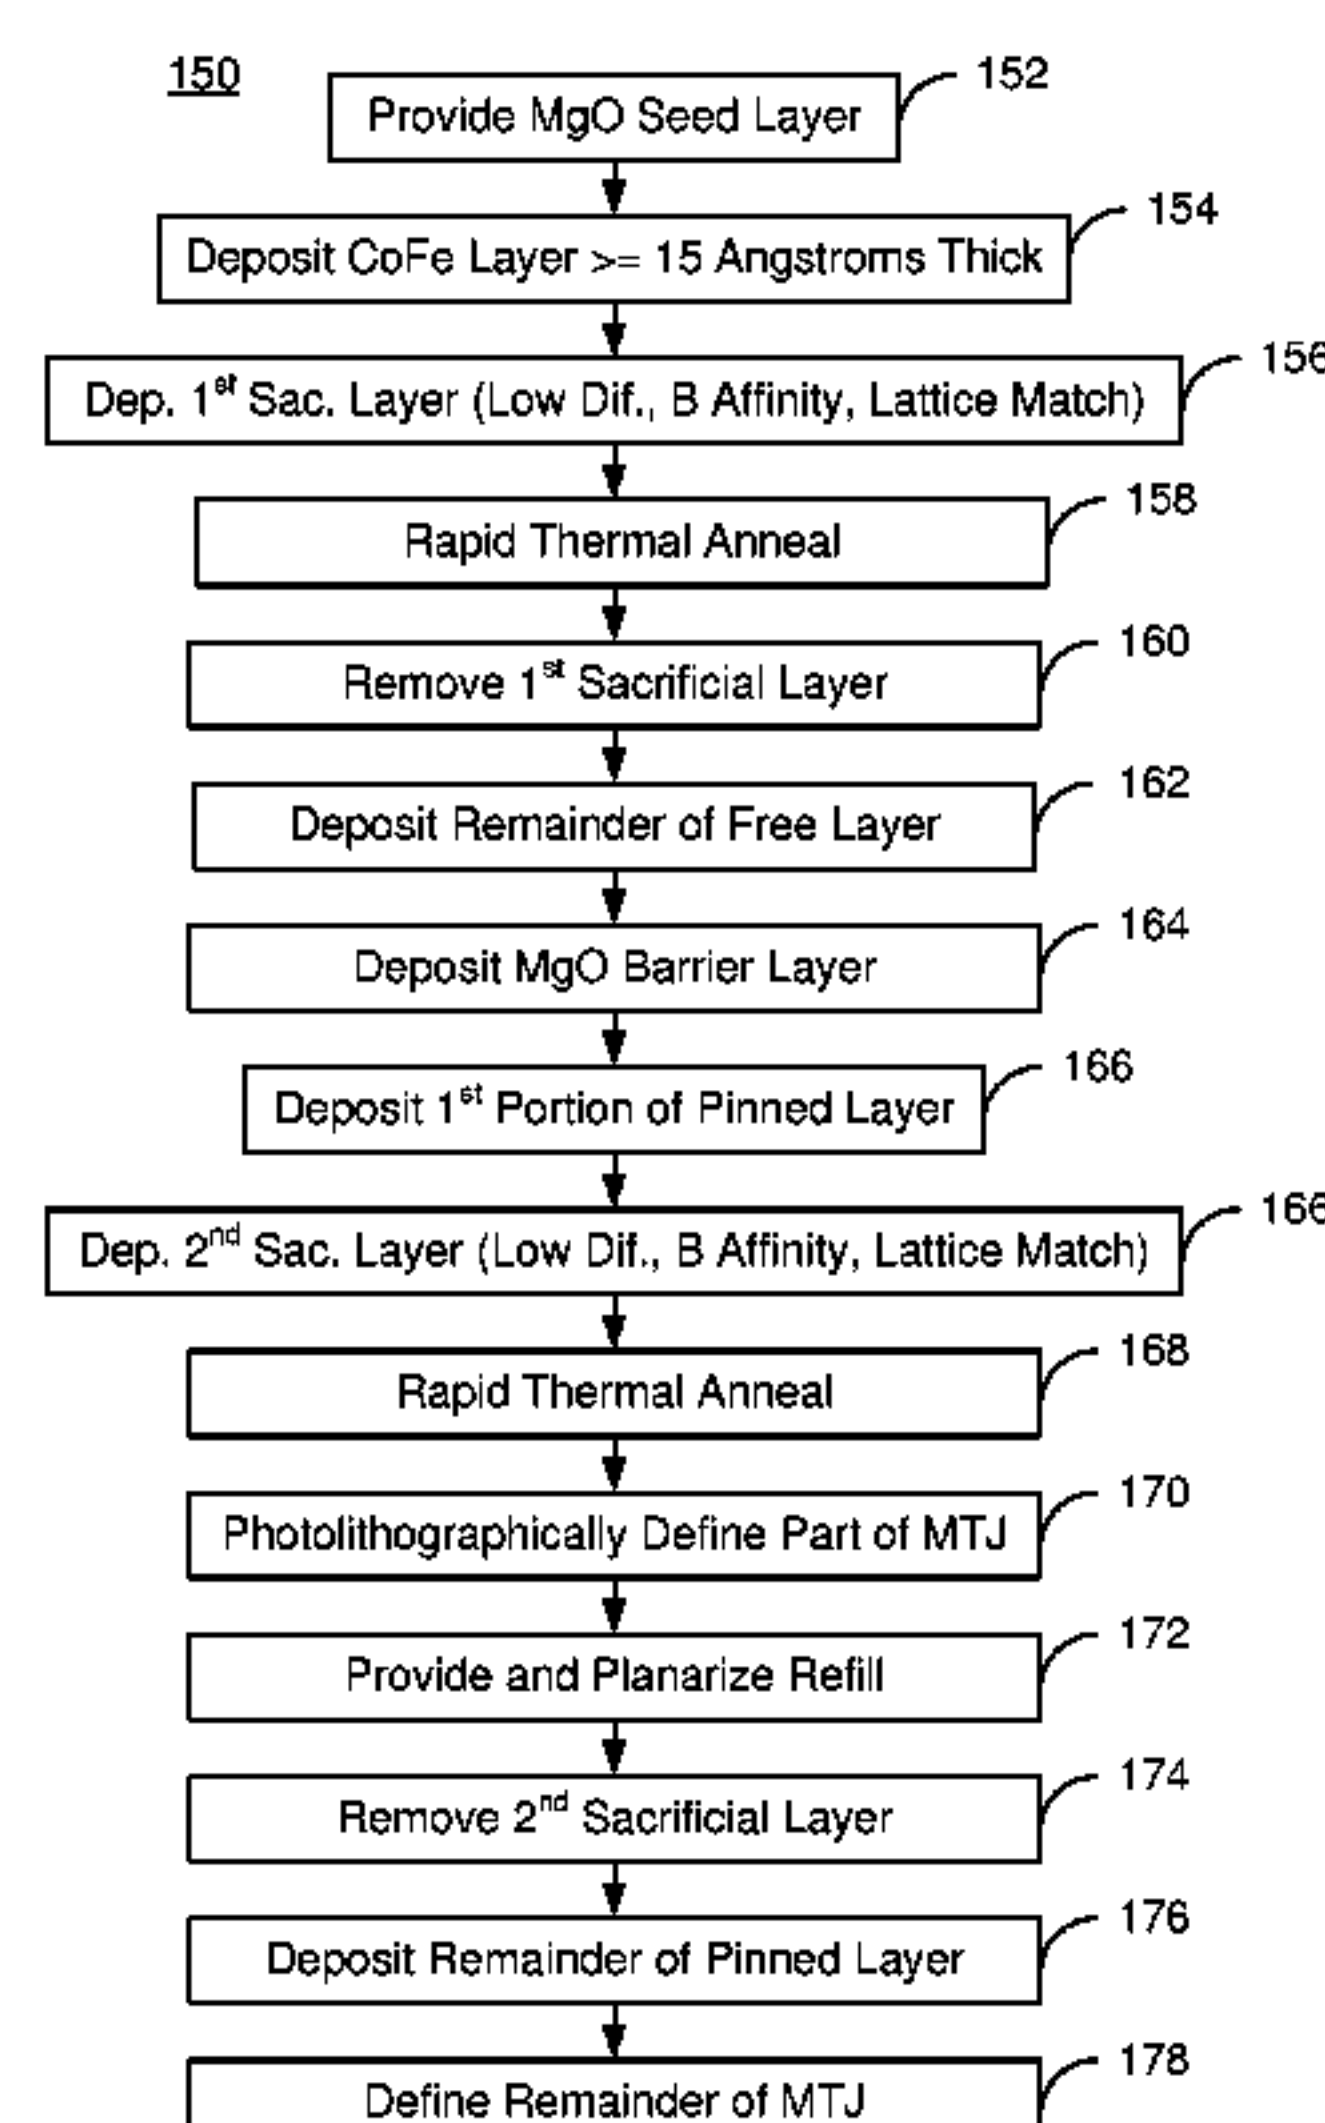 150
Provide MgO Seed Layer 152
Deposit CoFe Layer >= 15 Angstroms Thick 154
Dep. 1st Sac. Layer (Low Dif., B Affinity, Lattice Match) 156
Rapid Thermal Anneal 158
Remove 1st Sacrificial Layer 160
Deposit Remainder of Free Layer 162
Deposit MgO Barrier Layer 164
Deposit 1st Portion of Pinned Layer 166
Dep. 2nd Sac. Layer (Low Dif., B Affinity, Lattice Match) 166
Rapid Thermal Anneal 168
Photolithographically Define Part of MTJ 170
Provide and Planarize Refill 172
Remove 2nd Sacrificial Layer 174
Deposit Remainder of Pinned Layer 176
Define Remainder of MTJ 178